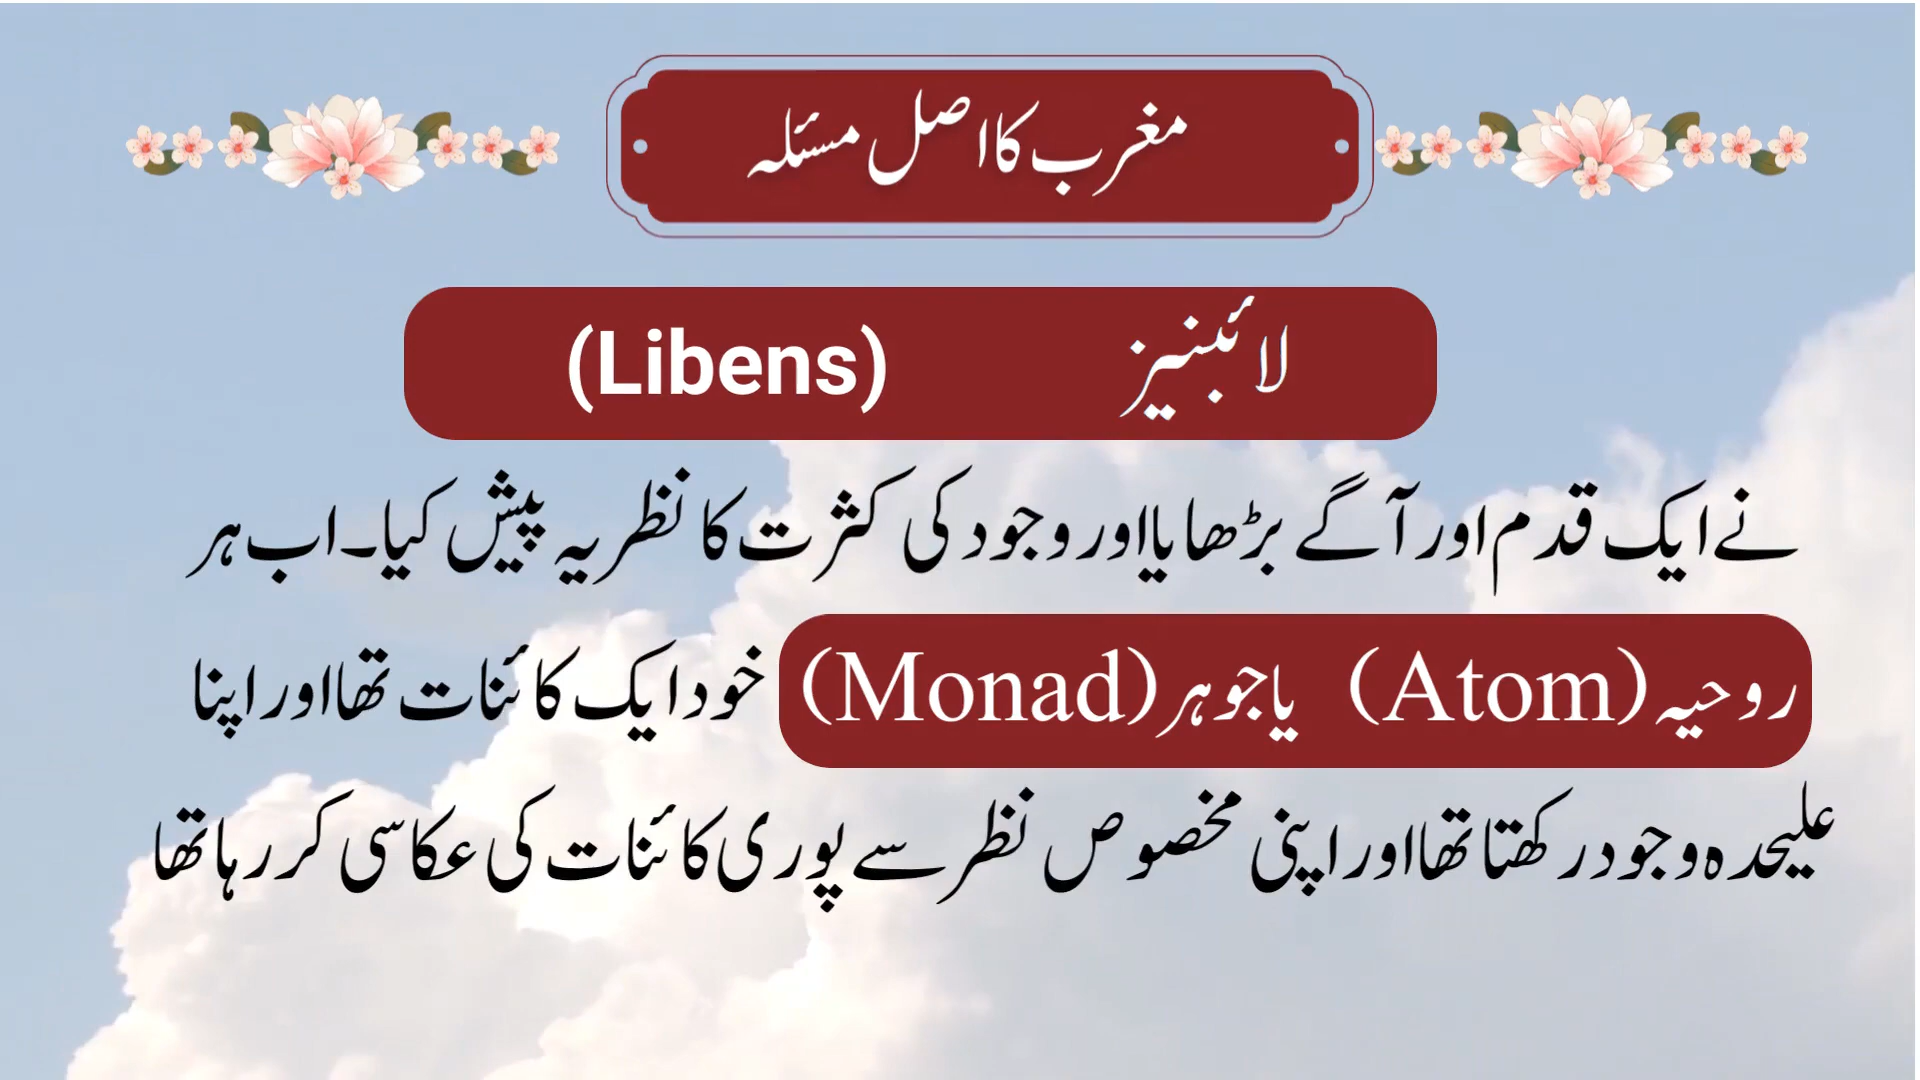 مغرب کا اصل مسئلہ
لائبنیز (Libens)
نے ایک قدم اور آگے بڑھایا اور وجود کی کثرت کا نظریہ پیش کیا۔ اب ہر
روحیہ (Atom) یا جوہر (Monad) خود ایک کائنات تھا اور اپنا
علیحدہ وجود رکھتا تھا اور اپنی مخصوص نظر سے پوری کائنات کی عکاسی کر رہا تھا